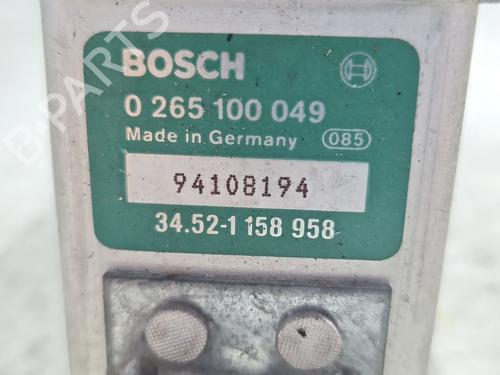 BOSCH
0 265 100 049
Made in Germany 085
94108194
34.52-1 158 958
B-PARTS